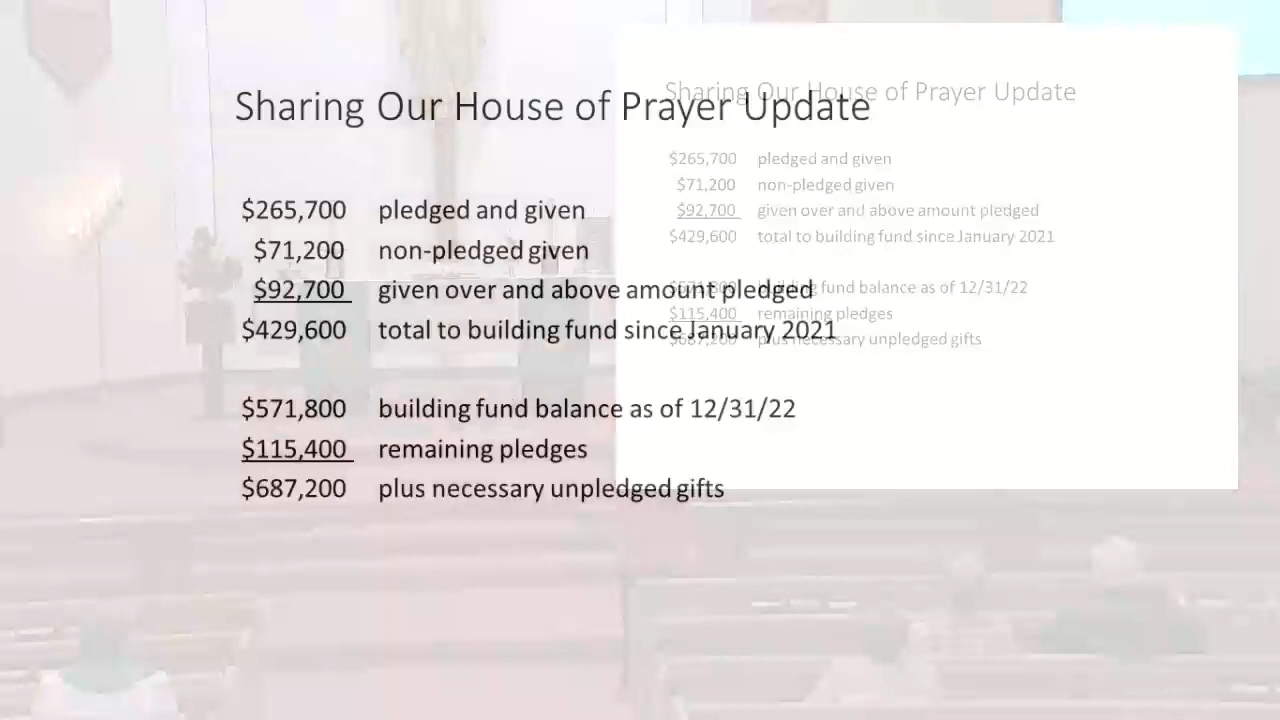 Sharing Our House of Prayer Update
$265,700 pledged and given
$71,200 non-pledged given
$92,700 given over and above amount pledged
$429,600 total to building fund since January 2021
$571,800 building fund balance as of 12/31/22
$115,400 remaining pledges
$687,200 plus necessary unpledged gifts
Sharing Our House of Prayer Update
$265,700 pledged and given
$71,200 non-pledged given
$92,700 given over and above amount pledged
$429,600 total to building fund since January 2021
$571,800 building fund balance as of 12/31/22
$115,400 remaining pledges
$687,200 plus necessary unpledged gifts